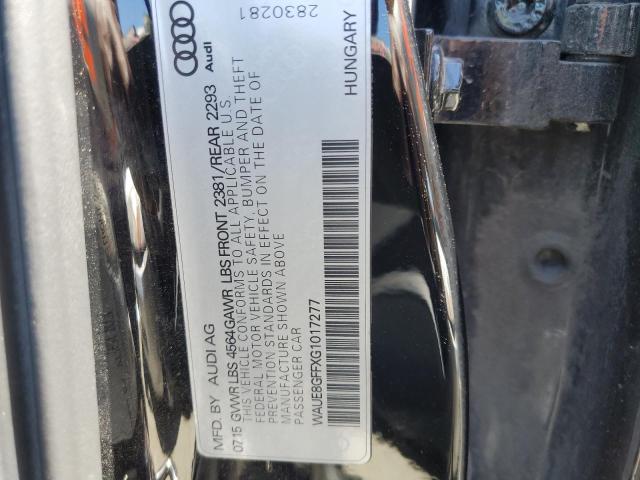 MFD. BY AUDI AG Audi
0715 GVWR LBS 4564 GAWR LBS FRONT 2381/REAR 2293
THIS VEHICLE CONFORMS TO ALL APPLICABLE U.S.
FEDERAL MOTOR VEHICLE SAFETY, BUMPER AND THEFT
PREVENTION STANDARDS IN EFFECT ON THE DATE OF
MANUFACTURE SHOWN ABOVE
PASSENGER CAR
WAUE8GFFXG1017277 HUNGARY
2830281